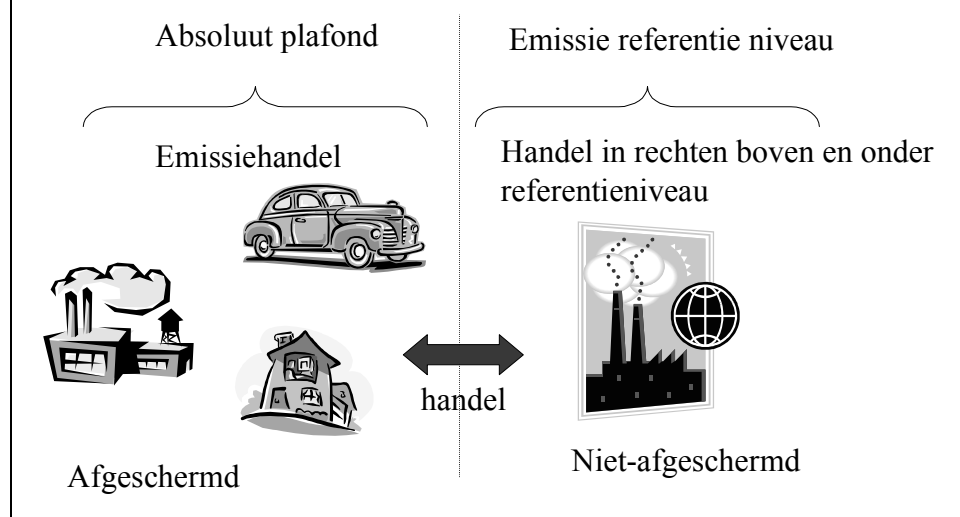 Absoluut plafond
Emissie referentie niveau
Emissiehandel
Handel in rechten boven en onder
referentieniveau
handel
Afgeschermd
Niet-afgeschermd